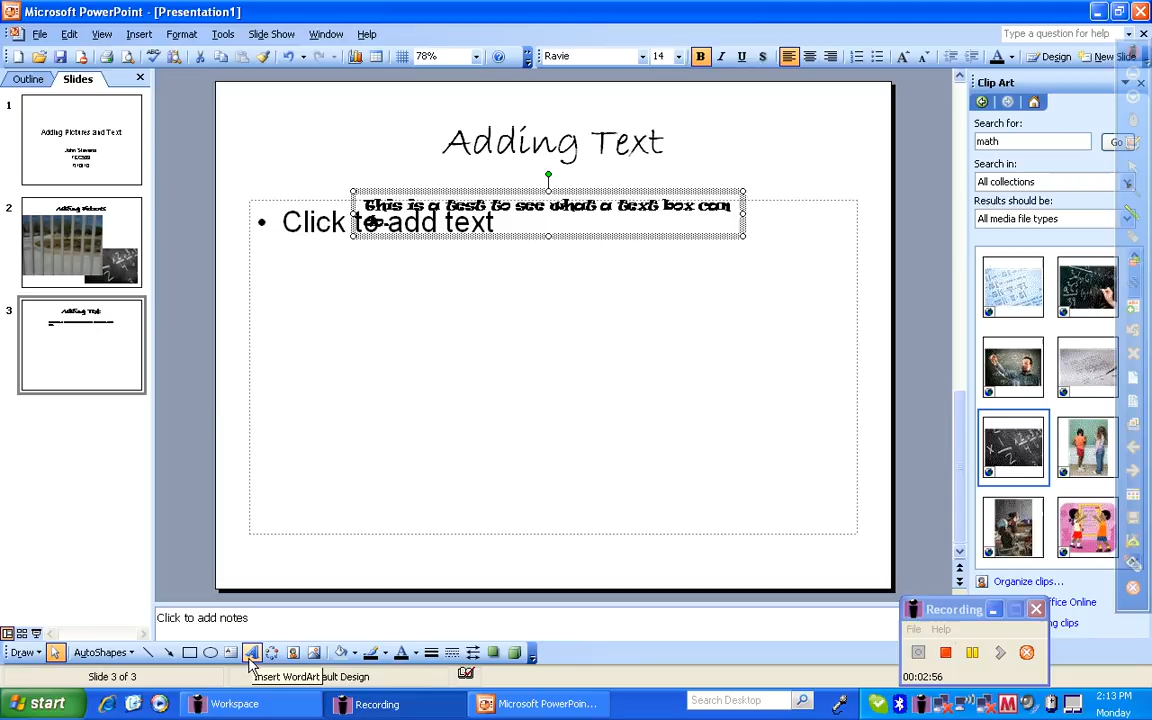 Microsoft PowerPoint - [Presentation1]
File Edit View Insert Format Tools Slide Show Window Help
Type a question for help
78% Ravie 14 B I U S A Design New Slide
Outline Slides
1
Adding Pictures and Text
John Stevens
2
3
Adding Text
Adding Text
This is a test to see what a text box can
do.
• Click to add text
Clip Art
Search for:
math
Go
Search in:
All collections
Results should be:
All media file types
Organize clips...
Click to add notes
Draw AutoShapes
Slide 3 of 3
Insert WordArt
ault Design
Recording
File Help
00:02:56
start
Workspace
Recording
Microsoft PowerPoin...
Search Desktop
2:13 PM
Monday